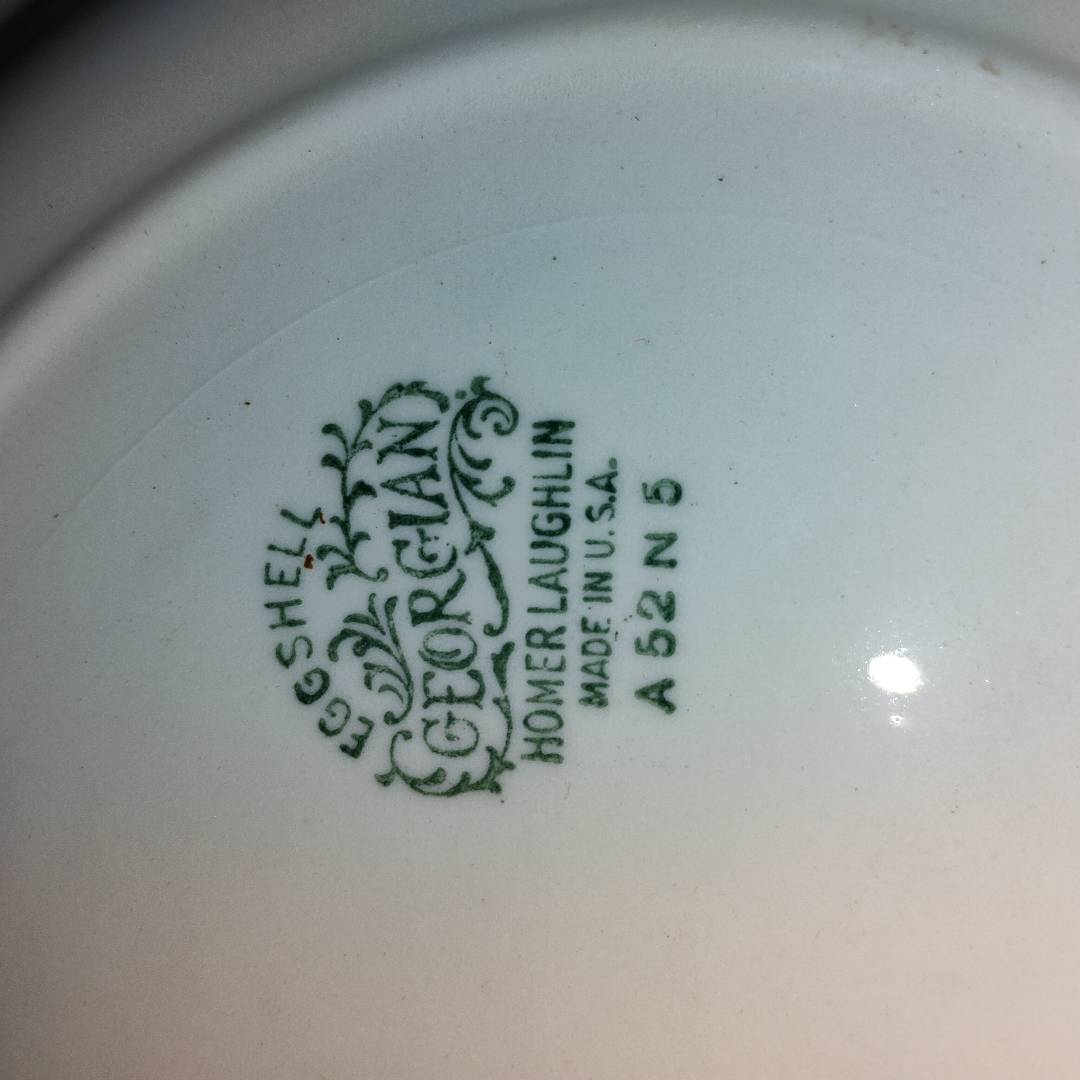 EGGSHELL
GEORGIAN
HOMER LAUGHLIN
MADE IN U.S.A.
A 52 N 5